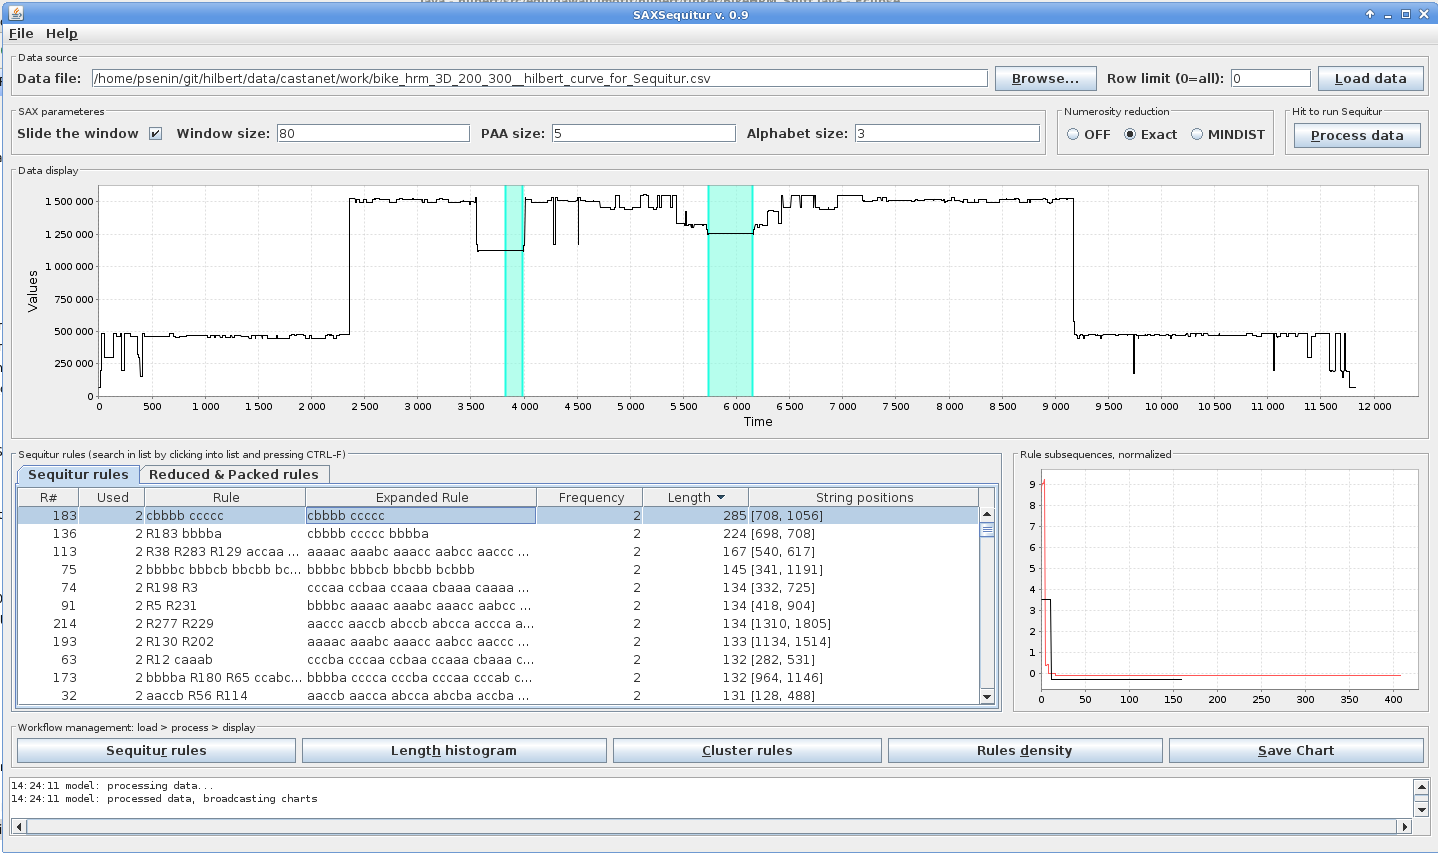 SAXSequitur v. 0.9
File Help
Data source
Data file: /home/psenin/git/hilbert/data/castanet/work/bike_hrm_3D_200_300__hilbert_curve_for_Sequitur.csv Browse... Row limit (0=all): 0 Load data
SAX parameteres Numerosity reduction Hit to run Sequitur
Slide the window Window size: 80 PAA size: 5 Alphabet size: 3 OFF Exact MINDIST Process data
Data display
Values
1 500 000
1 250 000
1 000 000
750 000
500 000
250 000
0
0 500 1 000 1 500 2 000 2 500 3 000 3 500 4 000 4 500 5 000 5 500 6 000 6 500 7 000 7 500 8 000 8 500 9 000 9 500 10 000 10 500 11 000 11 500 12 000
Time
Sequitur rules (search in list by clicking into list and pressing CTRL-F)
Sequitur rules Reduced & Packed rules
R# Used Rule Expanded Rule Frequency Length String positions
183 2 cbbbb ccccc cbbbb ccccc 2 285 [708, 1056]
136 2 R183 bbbba cbbbb ccccc bbbba 2 224 [698, 708]
113 2 R38 R283 R129 accaa ... aaaac aaabc aaacc aabcc aaccc ... 2 167 [540, 617]
75 2 bbbbc bbbcb bbcbb bc... bbbbc bbbcb bbcbb bcbbb 2 145 [341, 1191]
74 2 R198 R3 cccaa ccbaa ccaaa cbaaa caaaa ... 2 134 [332, 725]
91 2 R5 R231 bbbbc aaaac aaabc aaacc aabcc ... 2 134 [418, 904]
214 2 R277 R229 aaccc aaccb abccb abcca accca a... 2 134 [1310, 1805]
193 2 R130 R202 aaaac aaabc aaacc aabcc aaccc ... 2 133 [1134, 1514]
63 2 R12 caaab cccba cccaa ccbaa ccaaa cbaaa c... 2 132 [282, 531]
173 2 bbbba R180 R65 ccabc... bbbba cccca cccba cccaa cccab c... 2 132 [964, 1146]
32 2 aaccb R56 R114 aaccb aacca abcca abcba accba ... 2 131 [128, 488]
Rule subsequences, normalized
9
8
7
6
5
4
3
2
1
0
0 50 100 150 200 250 300 350 400
Workflow management: load > process > display
Sequitur rules Length histogram Cluster rules Rules density Save Chart
14:24:11 model: processing data...
14:24:11 model: processed data, broadcasting charts